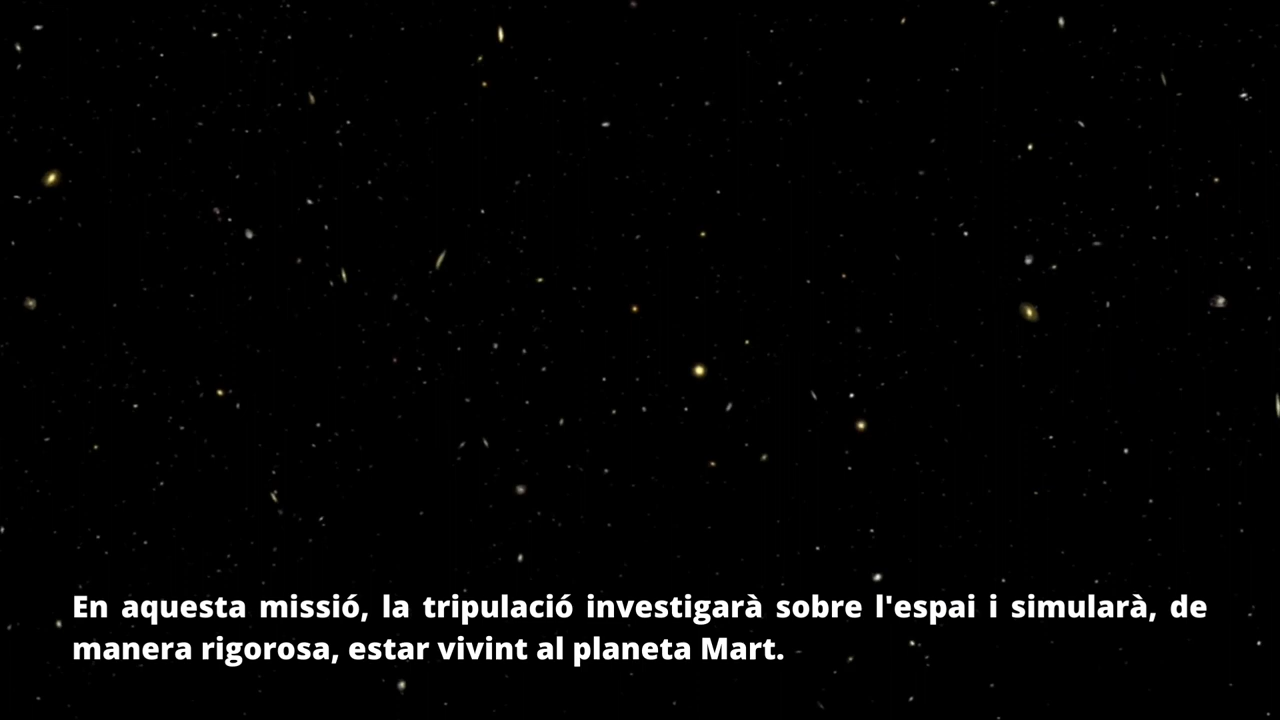 En aquesta missió, la tripulació investigarà sobre l'espai i simularà, de
manera rigorosa, estar vivint al planeta Mart.